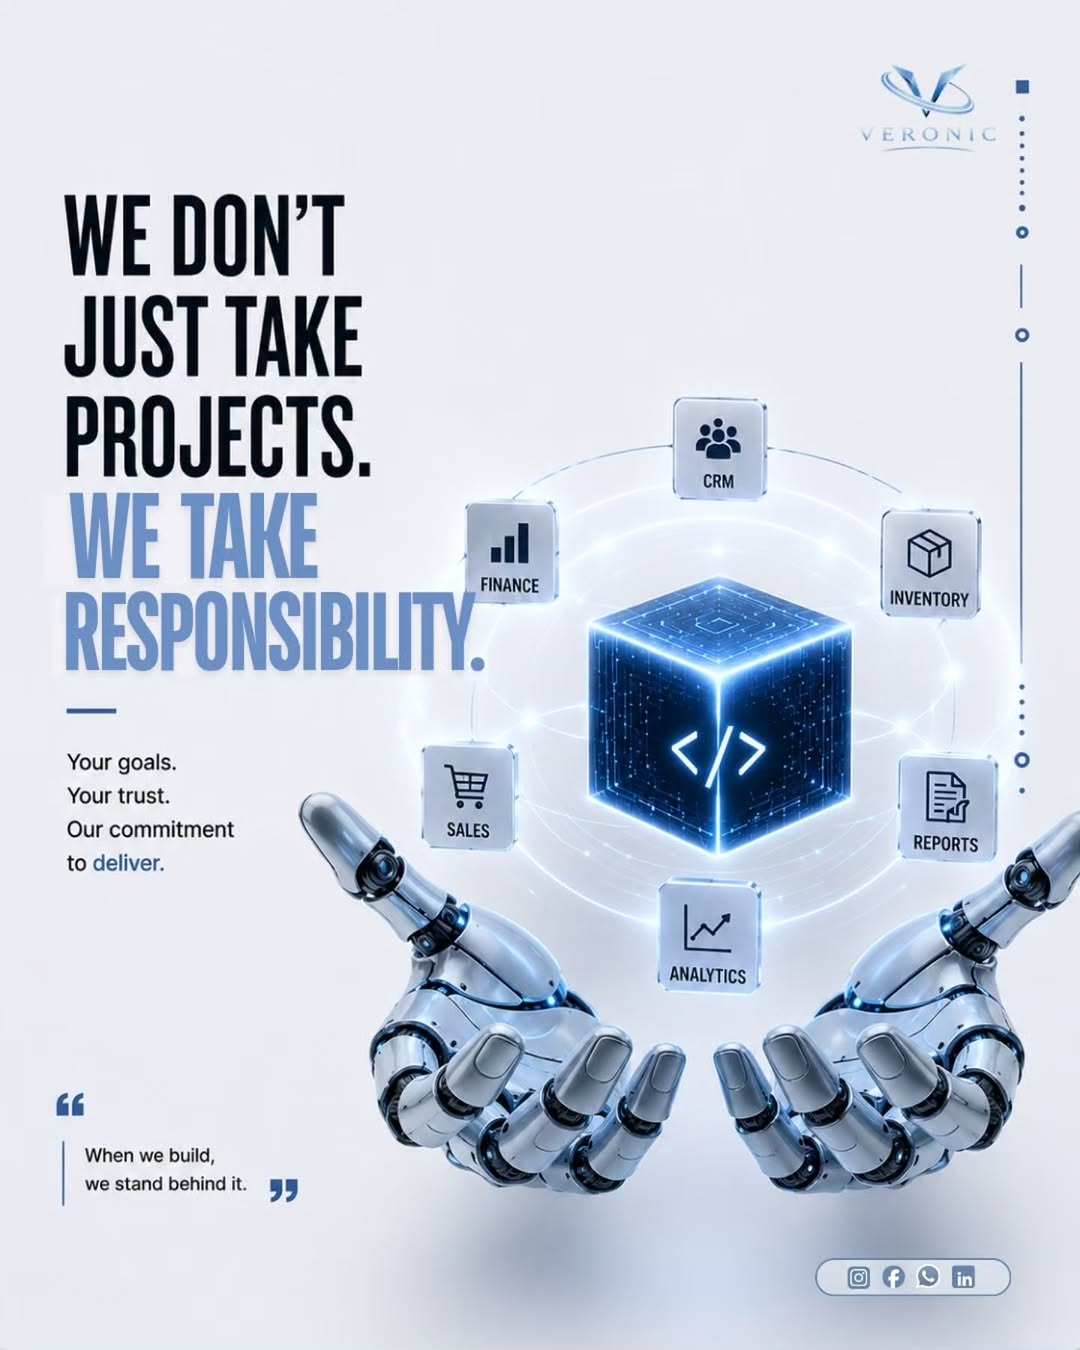 VERONIC
WE DON'T
JUST TAKE
PROJECTS.
WE TAKE
RESPONSIBILITY.
Your goals.
Your trust.
Our commitment
to deliver.
CRM
FINANCE
INVENTORY
</>
SALES
REPORTS
ANALYTICS
“
When we build,
we stand behind it. ”